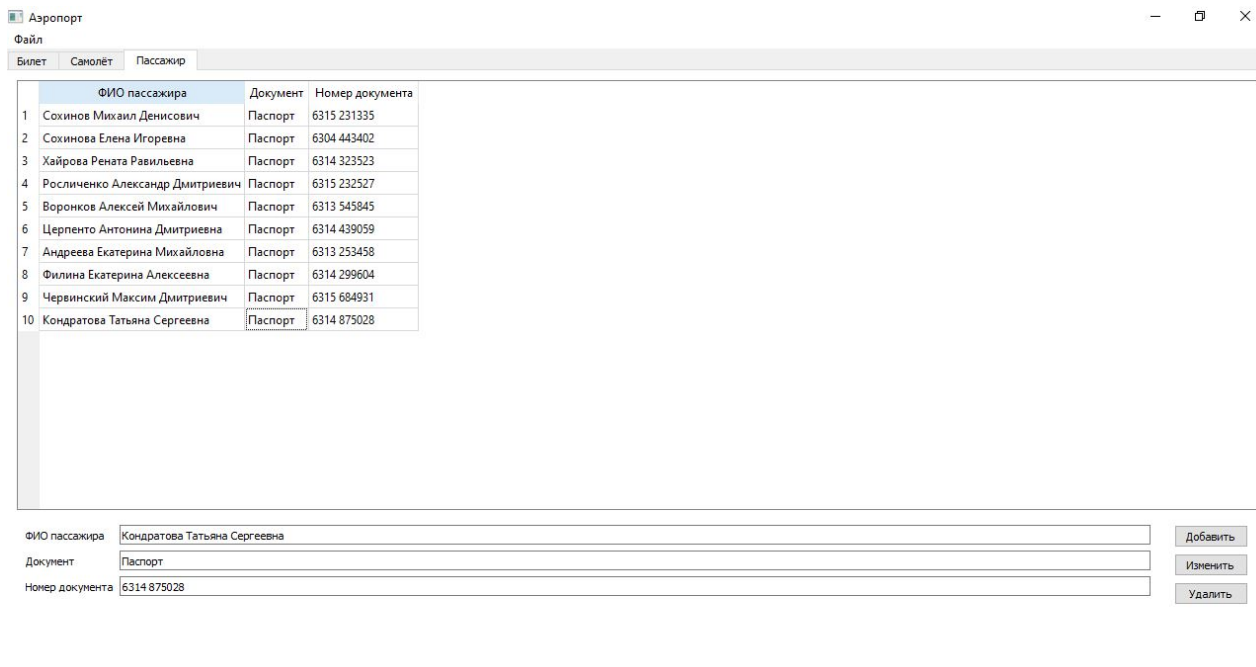 Аэропорт
Файл
Билет Самолёт Пассажир
ФИО пассажира Документ Номер документа
1 Сохинов Михаил Денисович Паспорт 6315 231335
2 Сохинова Елена Игоревна Паспорт 6304 443402
3 Хайрова Рената Равильевна Паспорт 6314 323523
4 Росличенко Александр Дмитриевич Паспорт 6315 232527
5 Воронков Алексей Михайлович Паспорт 6313 545845
6 Церпенто Антонина Дмитриевна Паспорт 6314 439059
7 Андреева Екатерина Михайловна Паспорт 6313 253458
8 Филина Екатерина Алексеевна Паспорт 6314 299604
9 Червинский Максим Дмитриевич Паспорт 6315 684931
10 Кондратова Татьяна Сергеевна Паспорт 6314 875028
ФИО пассажира Кондратова Татьяна Сергеевна Добавить
Документ Паспорт Изменить
Номер документа 6314 875028 Удалить